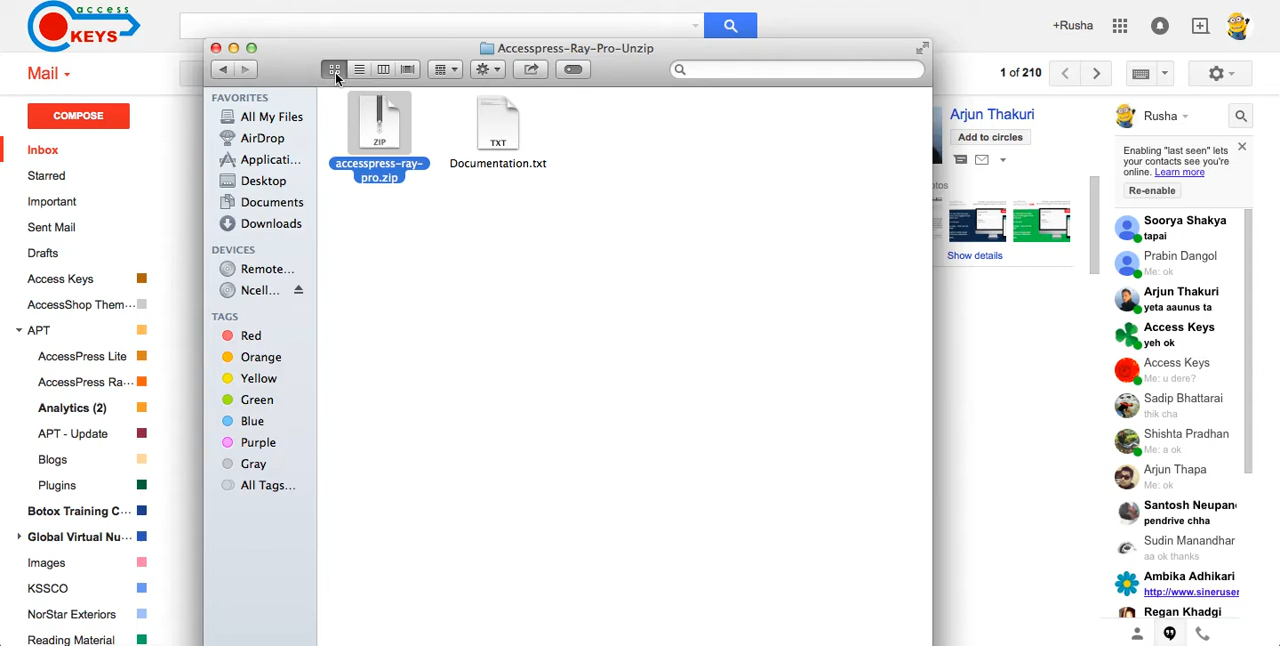 access
KEYS
+Rusha
Accesspress-Ray-Pro-Unzip
Mail
1 of 210
COMPOSE
Inbox
Starred
Important
Sent Mail
Drafts
Access Keys
AccessShop Them...
APT
AccessPress Lite
AccessPress Ra...
Analytics (2)
APT - Update
Blogs
Plugins
Botox Training C...
Global Virtual Nu...
Images
KSSCO
NorStar Exteriors
Reading Material
FAVORITES
All My Files
AirDrop
Applicati...
Desktop
Documents
Downloads
DEVICES
Remote...
Ncell...
TAGS
Red
Orange
Yellow
Green
Blue
Purple
Gray
All Tags...
ZIP
accesspress-ray-
pro.zip
TXT
Documentation.txt
Arjun Thakuri
Add to circles
otos
Show details
Rusha
Enabling "last seen" lets
your contacts see you're
online. Learn more
Re-enable
Soorya Shakya
tapai
Prabin Dangol
Me: ok
Arjun Thakuri
yeta aaunus ta
Access Keys
yeh ok
Access Keys
Me: u dere?
Sadip Bhattarai
thik cha
Shishta Pradhan
Me: a ok
Arjun Thapa
Me: ok
Santosh Neupan
pendrive chha
Sudin Manandhar
aa ok thanks
Ambika Adhikari
http://www.sineruser
Regan Khadgi